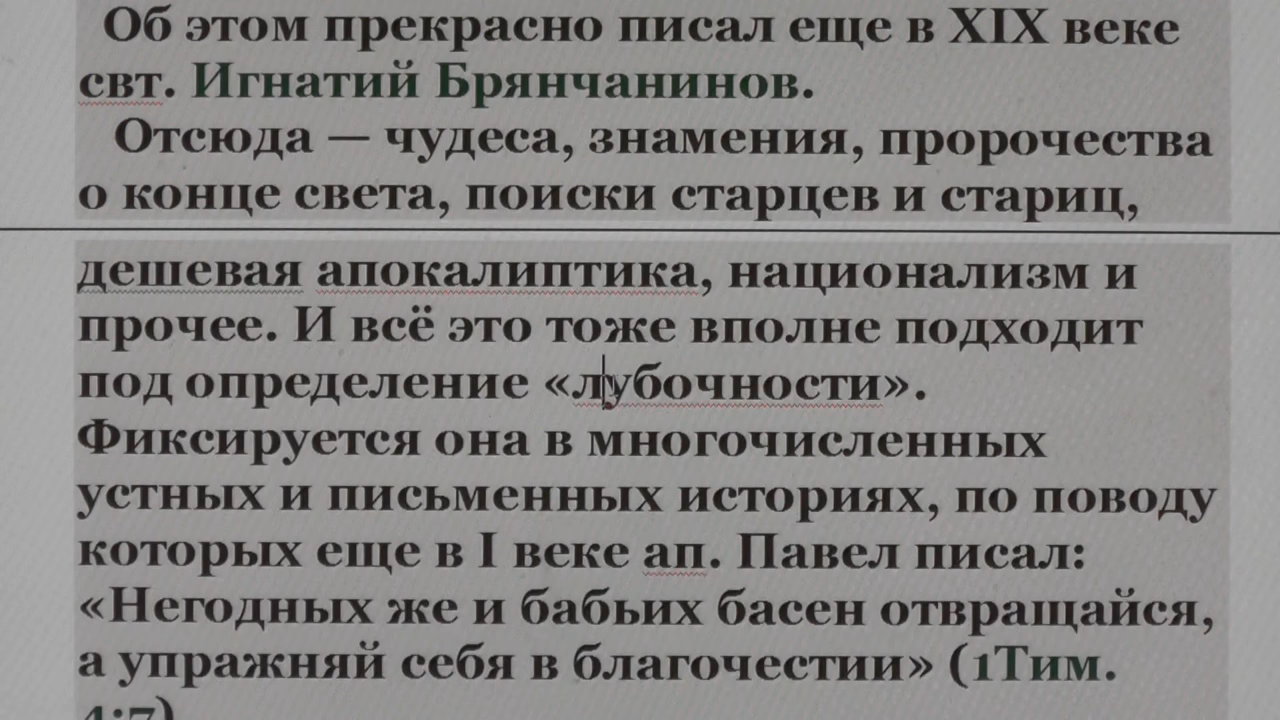 Об этом прекрасно писал еще в XIX веке
свт. Игнатий Брянчанинов.
Отсюда — чудеса, знамения, пророчества
о конце света, поиски старцев и стариц,
дешевая апокалиптика, национализм и
прочее. И всё это тоже вполне подходит
под определение «лубочности».
Фиксируется она в многочисленных
устных и письменных историях, по поводу
которых еще в I веке ап. Павел писал:
«Негодных же и бабьих басен отвращайся,
а упражняй себя в благочестии» (1Тим.
4:7)